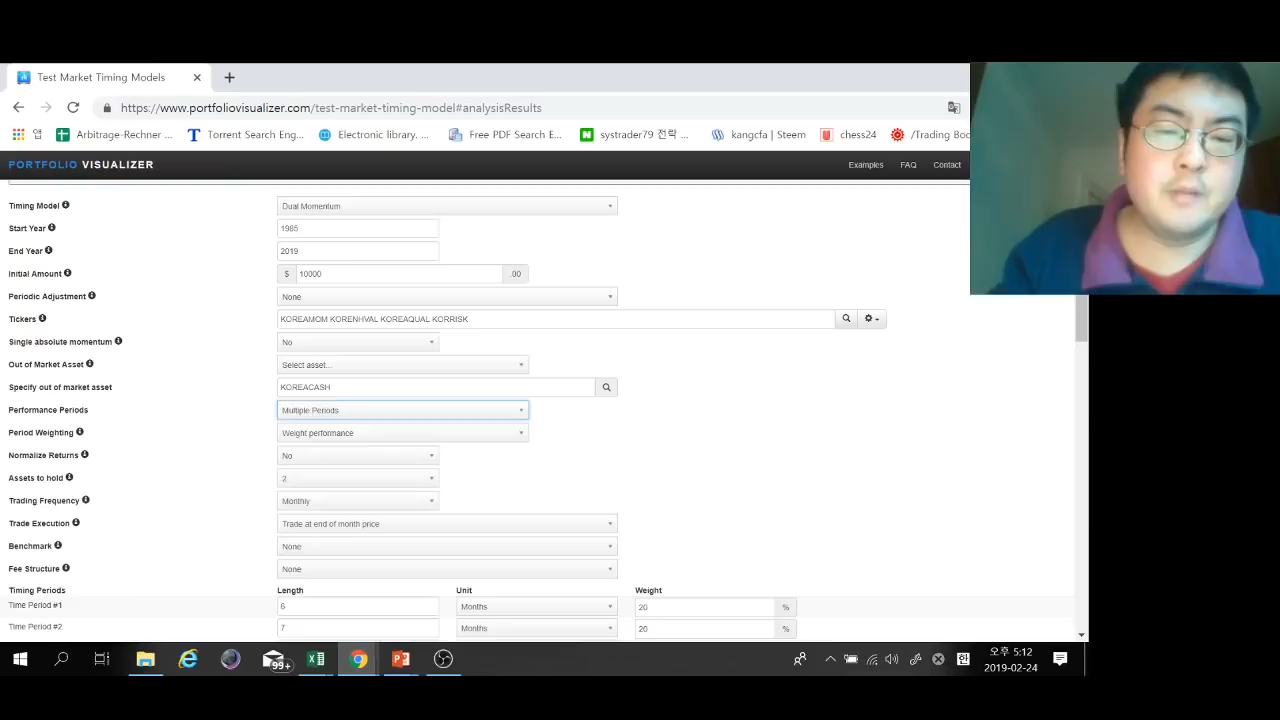 Test Market Timing Models
https://www.portfoliovisualizer.com/test-market-timing-model#analysisResults
앱 Arbitrage-Rechner ... Torrent Search Eng... Electronic library. ... Free PDF Search E... systrader79 전략 ... kangcfa | Steem chess24 /Trading Boo
PORTFOLIO VISUALIZER Examples FAQ Contact
Timing Model Dual Momentum
Start Year 1985
End Year 2019
Initial Amount $ 10000 .00
Periodic Adjustment None
Tickers KOREAMOM KORENHVAL KOREAQUAL KORRISK
Single absolute momentum No
Out of Market Asset Select asset...
Specify out of market asset KOREACASH
Performance Periods Multiple Periods
Period Weighting Weight performance
Normalize Returns No
Assets to hold 2
Trading Frequency Monthly
Trade Execution Trade at end of month price
Benchmark None
Fee Structure None
Timing Periods Length Unit Weight
Time Period #1 6 Months 20 %
Time Period #2 7 Months 20 %
99+ 한 오후 5:12
2019-02-24